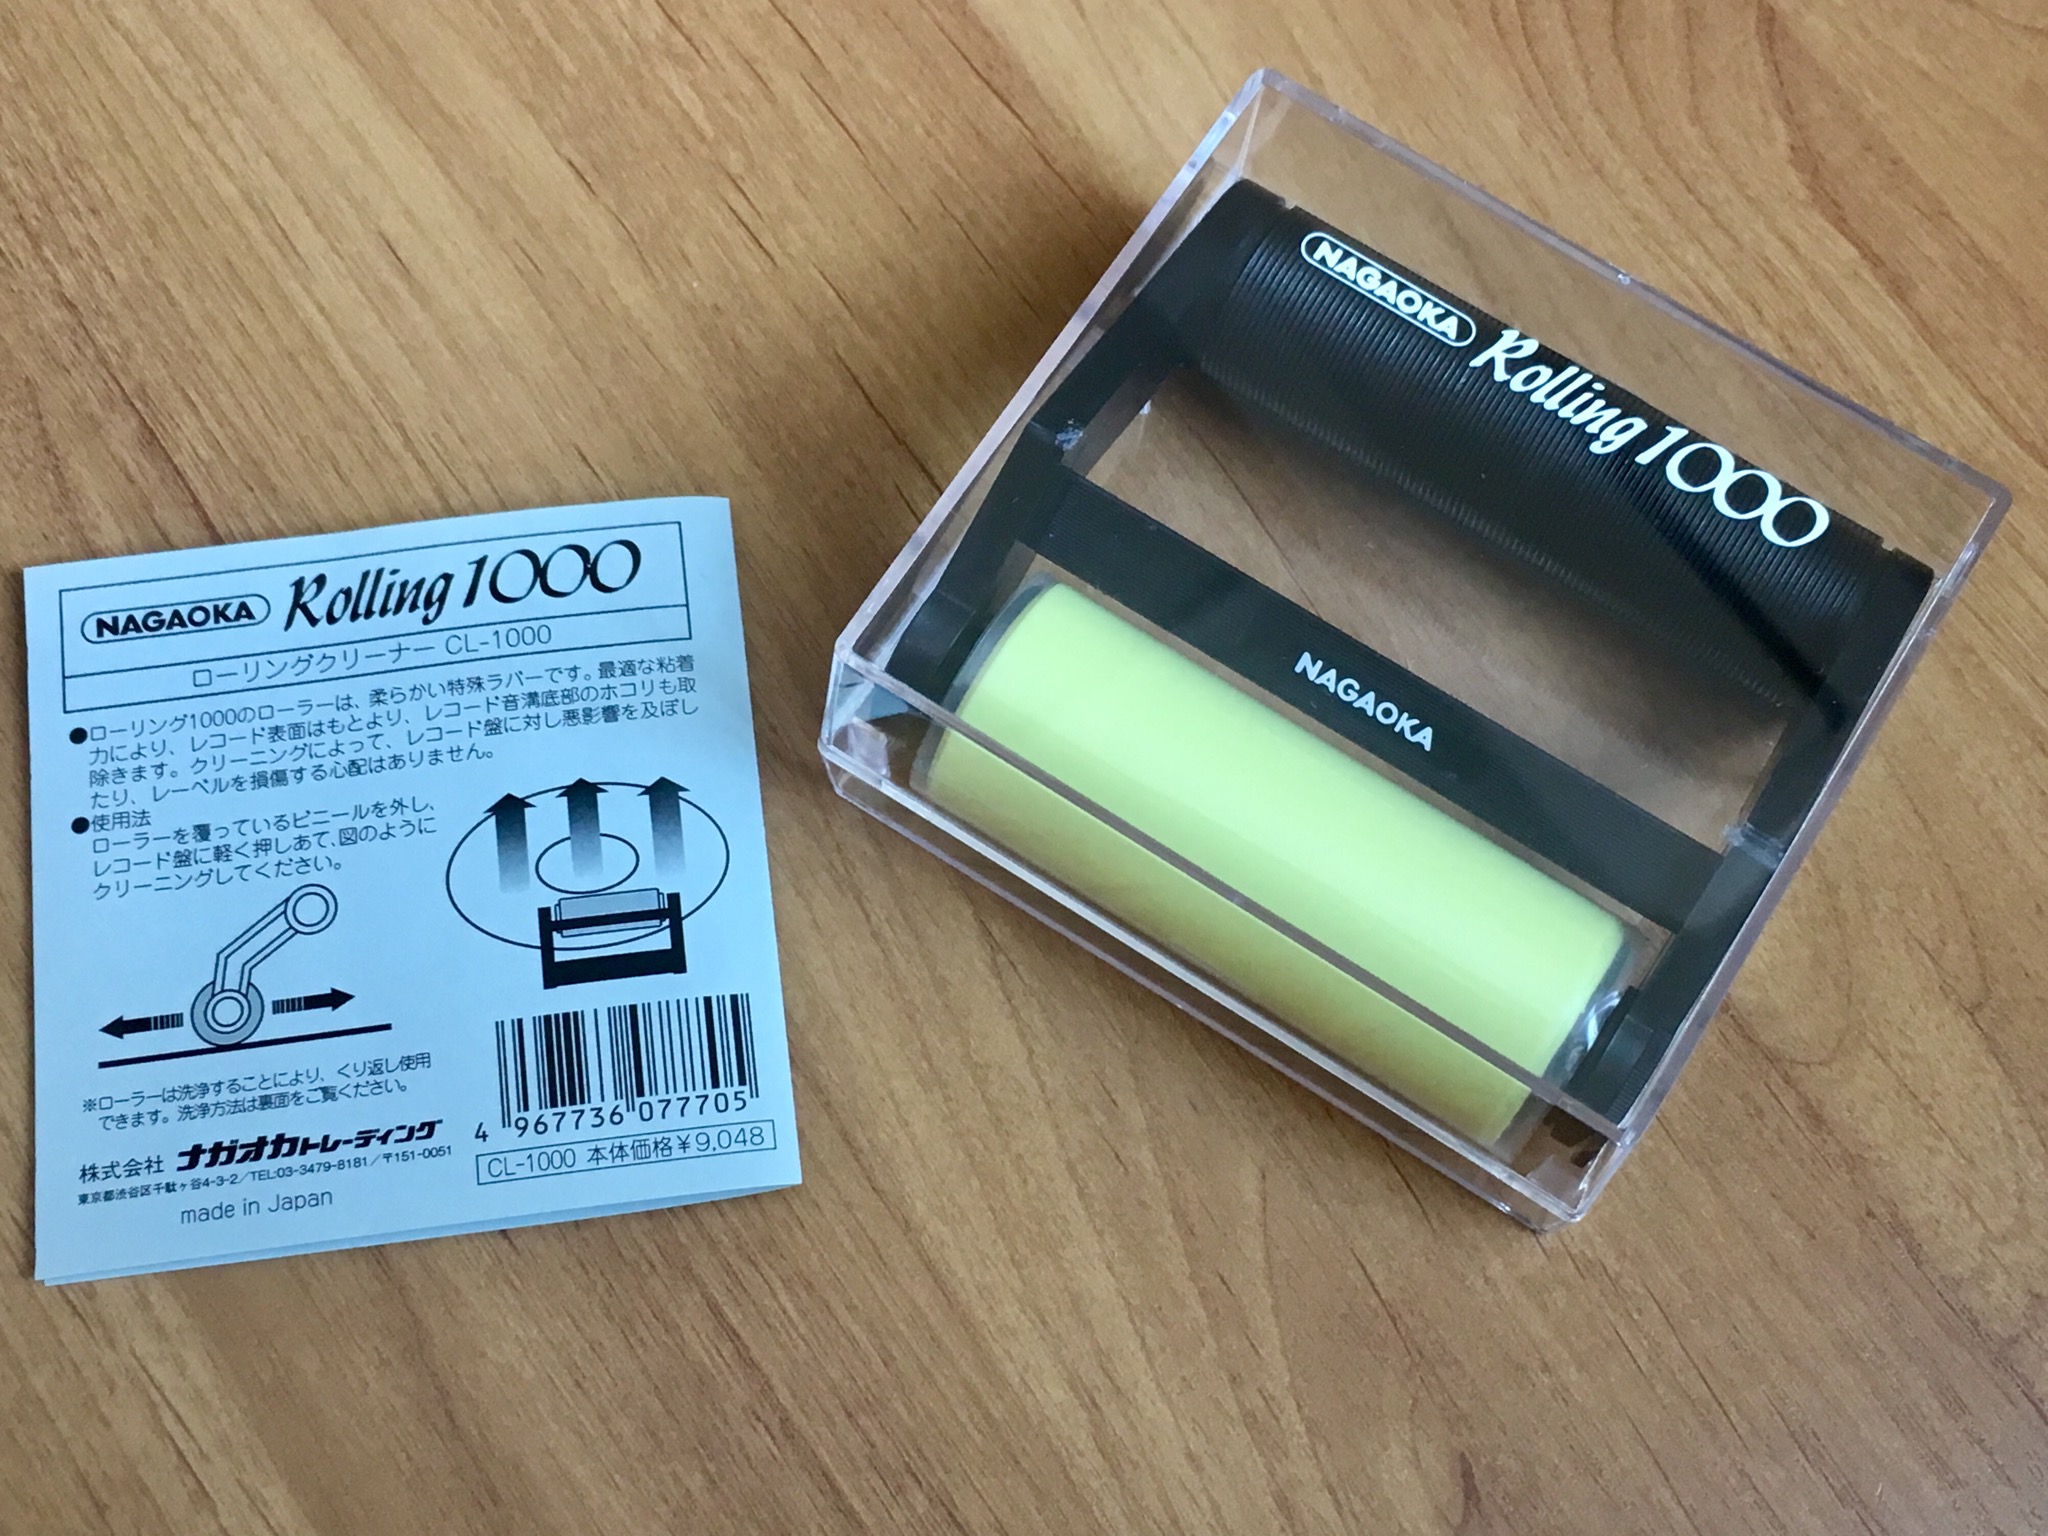 NAGAOKA Rolling 1000
ローリングクリーナー CL-1000
●ローリング1000のローラーは、柔らかい特殊ラバーです。最適な粘着
力により、レコード表面はもとより、レコード音溝底部のホコリも取
除きます。クリーニングによって、レコード盤に対し悪影響を及ぼし
たり、レーベルを損傷する心配はありません。
●使用法
ローラーを覆っているビニールを外し、
レコード盤に軽く押しあて、図のように
クリーニングしてください。
※ローラーは洗浄することにより、くり返し使用
できます。洗浄方法は裏面をご覧ください。
株式会社 ナガオカトレーディング
東京都渋谷区千駄ヶ谷4-3-2/TEL:03-3479-8181/〒151-0051
made in Japan
4 967736 077705
CL-1000 本体価格¥9,048
NAGAOKA Rolling 1000
NAGAOKA